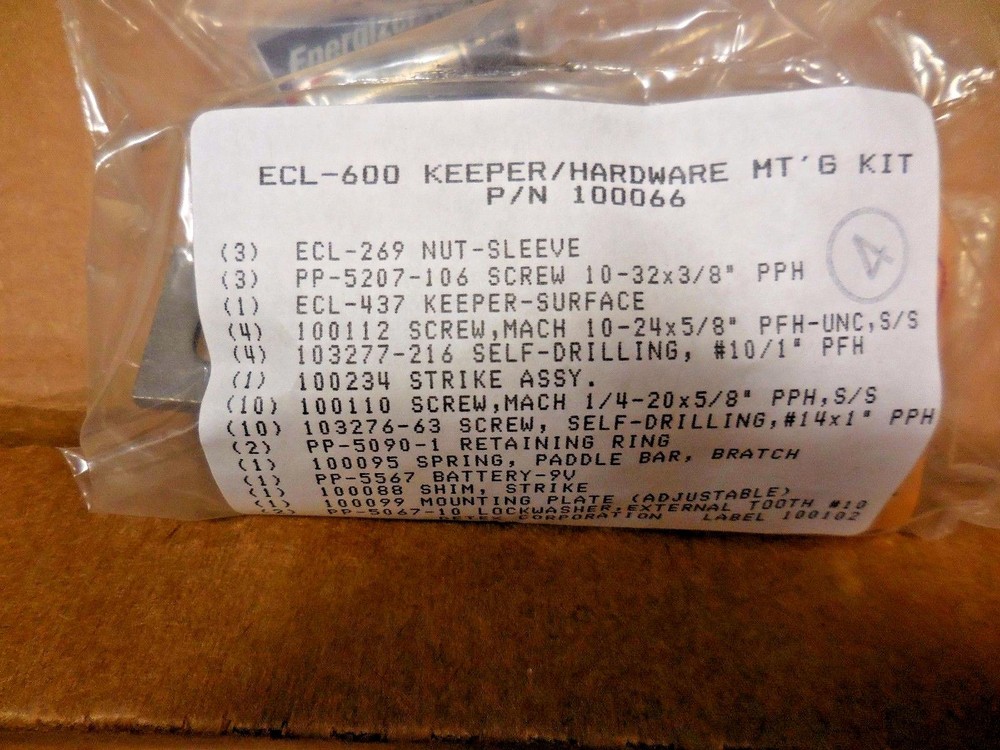 Energizer
ECL-600 KEEPER/HARDWARE MT'G KIT
P/N 100066
4
(3) ECL-269 NUT-SLEEVE
(3) PP-5207-106 SCREW 10-32x3/8" PPH
(1) ECL-437 KEEPER-SURFACE
(4) 100112 SCREW,MACH 10-24x5/8" PFH-UNC,S/S
(4) 103277-216 SELF-DRILLING, #10/1" PFH
(1) 100234 STRIKE ASSY.
(10) 100110 SCREW,MACH 1/4-20x5/8" PPH,S/S
(10) 103276-63 SCREW, SELF-DRILLING,#14x1" PPH
(2) PP-5090-1 RETAINING RING
(1) 100095 SPRING, PADDLE BAR, BRATCH
(1) PP-5567 BATTERY-9V
(1) 100088 SHIM, STRIKE
(1) 100099 MOUNTING PLATE (ADJUSTABLE)
(2) PP-5067-10 LOCKWASHER,EXTERNAL TOOTH #10
DETEX CORPORATION LABEL 100102